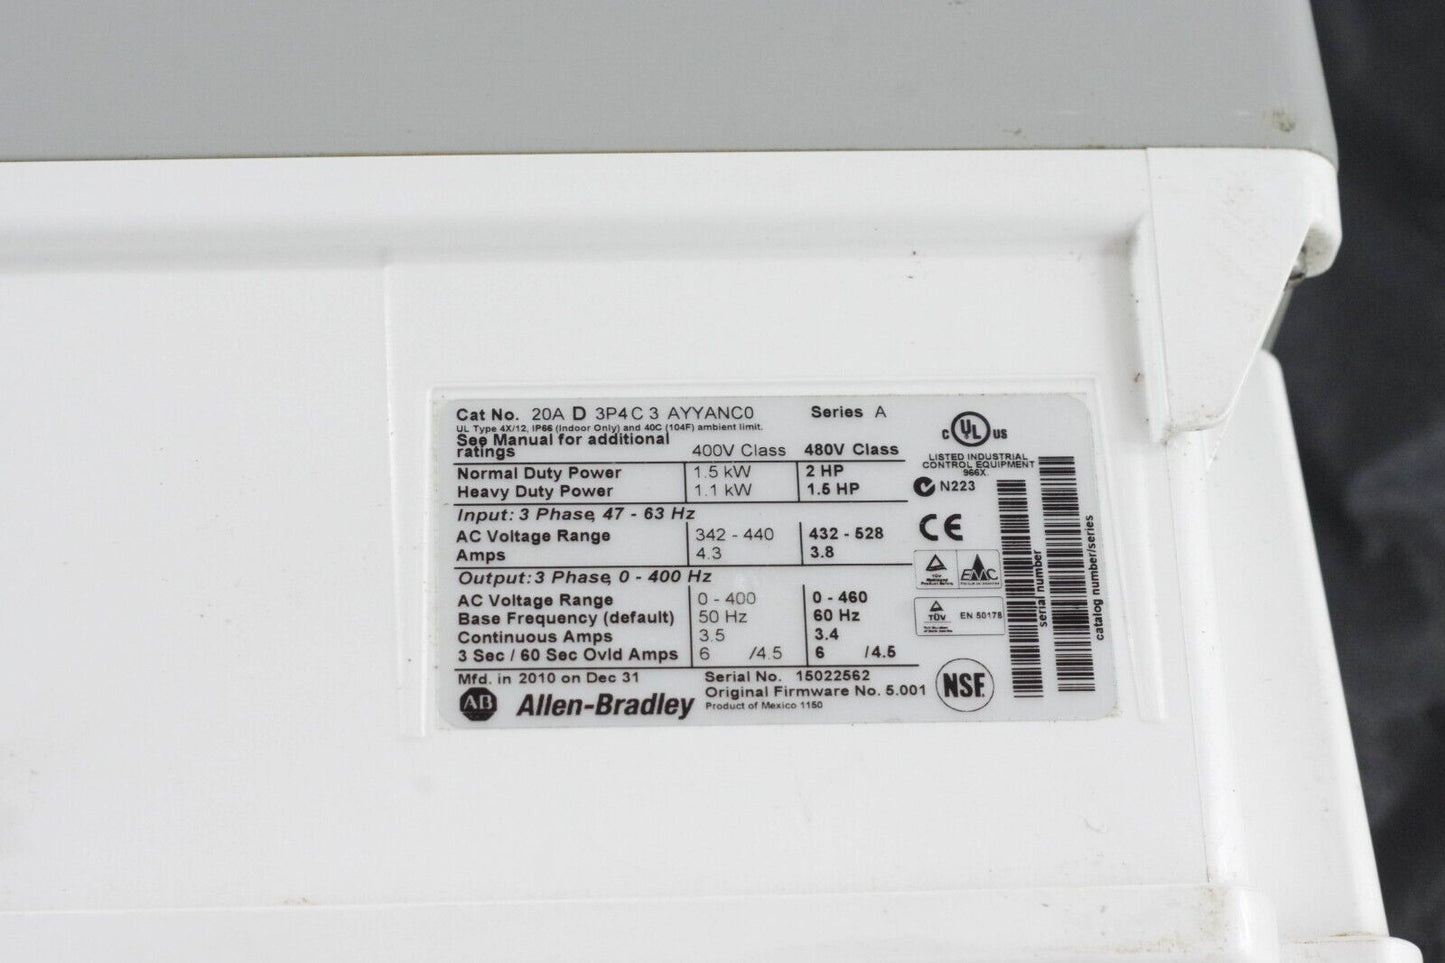 Cat No. 20A D 3P4 C 3 AYYANC0 Series A
UL Type 4X/12, IP66 (Indoor Only) and 40C (104F) ambient limit.
See Manual for additional
ratings 400V Class 480V Class
Normal Duty Power 1.5 kW 2 HP
Heavy Duty Power 1.1 kW 1.5 HP
Input: 3 Phase, 47 - 63 Hz
AC Voltage Range 342 - 440 432 - 528
Amps 4.3 3.8
Output: 3 Phase, 0 - 400 Hz
AC Voltage Range 0 - 400 0 - 460
Base Frequency (default) 50 Hz 60 Hz
Continuous Amps 3.5 3.4
3 Sec / 60 Sec Ovld Amps 6 /4.5 6 /4.5
Mfd. in 2010 on Dec 31 Serial No. 15022562
Original Firmware No. 5.001
AB Allen-Bradley Product of Mexico 1150
C UL US
LISTED INDUSTRIAL
CONTROL EQUIPMENT
966X
N223
CE
TÜV
EMC
TÜV EN 50178
NSF
serial number
catalog number/series